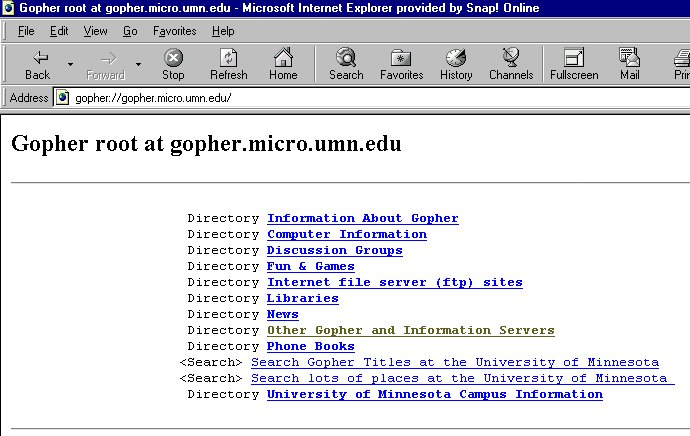 Gopher root at gopher.micro.umn.edu - Microsoft Internet Explorer provided by Snap! Online
File Edit View Go Favorites Help
Back Forward Stop Refresh Home Search Favorites History Channels Fullscreen Mail Prin
Address gopher://gopher.micro.umn.edu/
Gopher root at gopher.micro.umn.edu
Directory Information About Gopher
Directory Computer Information
Directory Discussion Groups
Directory Fun & Games
Directory Internet file server (ftp) sites
Directory Libraries
Directory News
Directory Other Gopher and Information Servers
Directory Phone Books
<Search> Search Gopher Titles at the University of Minnesota
<Search> Search lots of places at the University of Minnesota
Directory University of Minnesota Campus Information